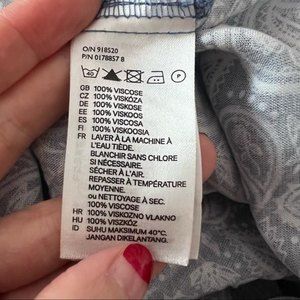 O/N 918520
P/N 0178857 8
40 P
GB 100% VISCOSE
CZ 100% VISKÓZA
DE 100% VISKOSE
EE 100% VISKOOS
ES 100% VISCOSA
FI 100% VISKOOSIA
FR LAVER À LA MACHINE À
L'EAU TIÈDE.
BLANCHIR SANS CHLORE
SI NÉCESSAIRE.
SÉCHER À L'AIR.
REPASSER À TEMPÉRATURE
MOYENNE.
ou NETTOYAGE À SEC.
100% VISCOSE
HR 100% VISKOZNO VLAKNO
HU 100% VISZKÓZ
ID SUHU MAKSIMUM 40°C.
JANGAN DIKELANTANG.